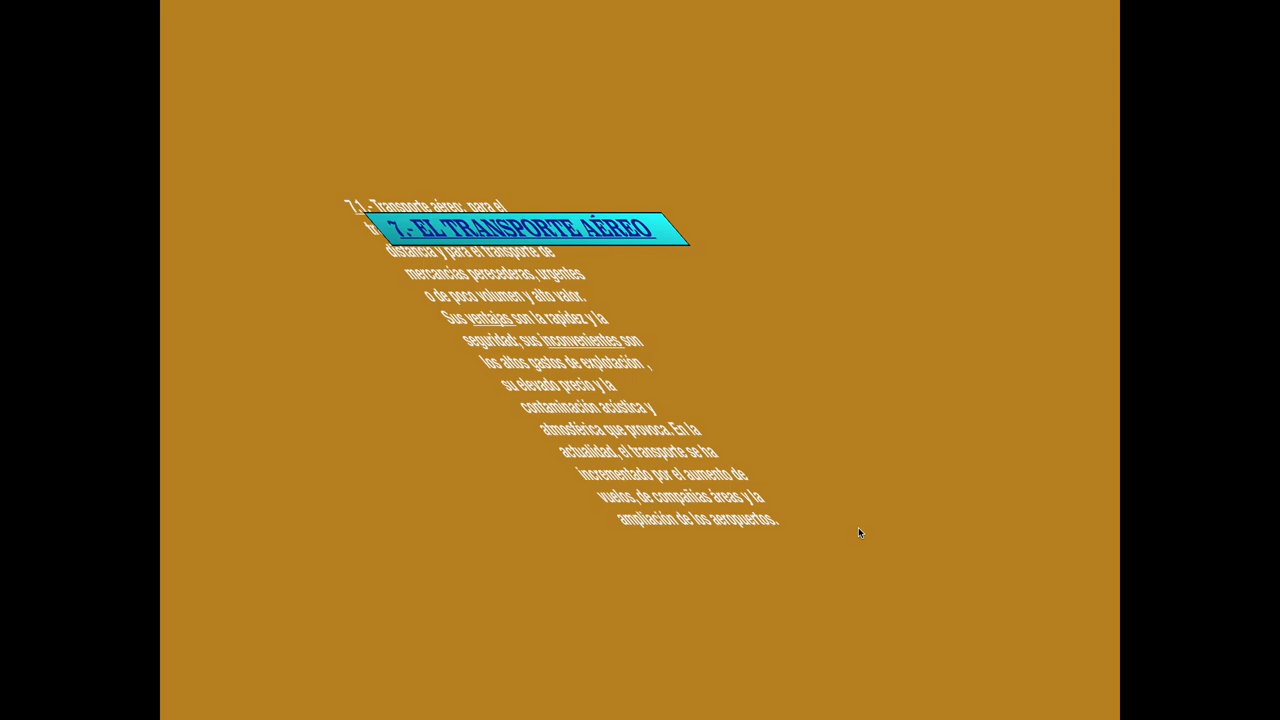 7.- EL TRANSPORTE AÉREO
7.1.- Transporte aéreo: para el
distancia y para el transporte de
mercancias perecederas, urgentes
o de poco volumen y alto valor.
Sus ventajas son la rapidez y la
seguridad; sus inconvenientes son
los altos gastos de explotación ,
su elevado precio y la
contaminación acústica y
atmosférica que provoca. En la
actualidad, el transporte se ha
incrementado por el aumento de
vuelos, de compañias áreas y la
ampliación de los aeropuertos.